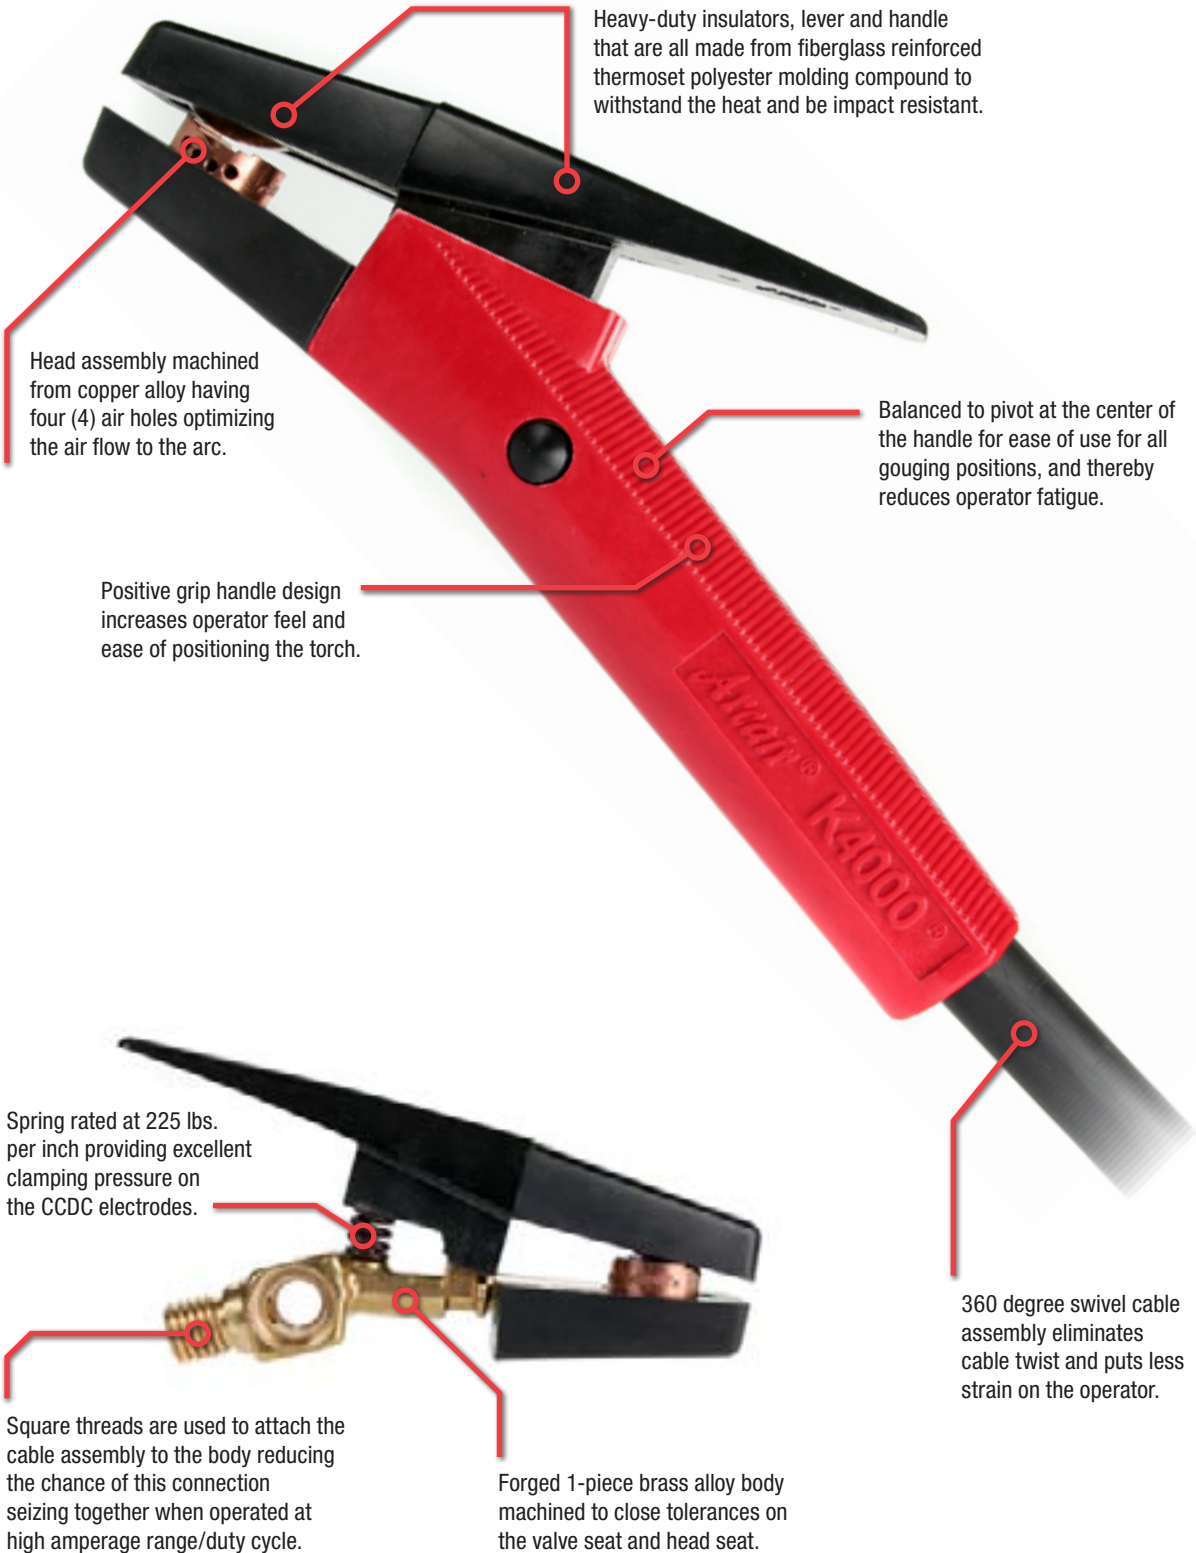 Heavy-duty insulators, lever and handle
that are all made from fiberglass reinforced
thermoset polyester molding compound to
withstand the heat and be impact resistant.
Head assembly machined
from copper alloy having
four (4) air holes optimizing
the air flow to the arc.
Balanced to pivot at the center of
the handle for ease of use for all
gouging positions, and thereby
reduces operator fatigue.
Positive grip handle design
increases operator feel and
ease of positioning the torch.
Arcair®
K4000®
Spring rated at 225 lbs.
per inch providing excellent
clamping pressure on
the CCDC electrodes.
360 degree swivel cable
assembly eliminates
cable twist and puts less
strain on the operator.
Square threads are used to attach the
cable assembly to the body reducing
the chance of this connection
seizing together when operated at
high amperage range/duty cycle.
Forged 1-piece brass alloy body
machined to close tolerances on
the valve seat and head seat.